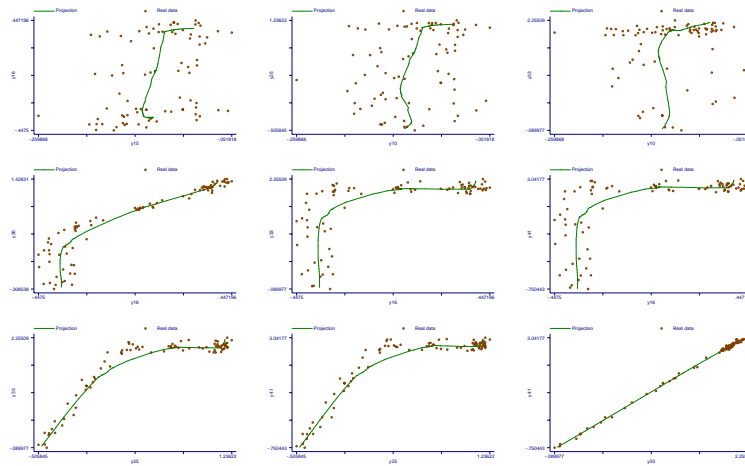 Projection Real data
.447196
y16
-.4475
-.259868 y10 -.051818
Projection Real data
1.23622
y25
-.505845
-.259868 y10 -.051818
Projection Real data
2.25509
y33
-.089977
-.259868 y10 -.051818
Projection Real data
1.42831
-.308538
-.4475 y16 .447196
Projection Real data
2.25509
y33
-.089977
-.4475 y16 .447196
Projection Real data
3.04177
y41
-.750443
-.4475 y16
Projection Real data
2.25509
y33
-.089977
-.505845 y25 1.23622
Projection Real data
3.04177
y41
-.750443
-.505845 y25 1.23622
Projection Real data
3.04177
y41
-.750443
-.089977 y33